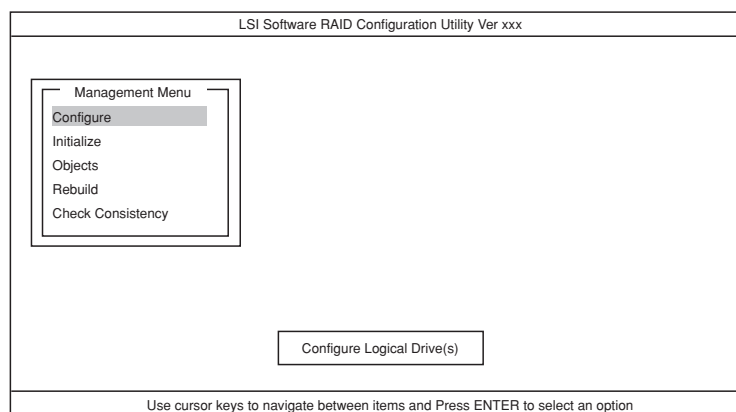 LSI Software RAID Configuration Utility Ver xxx
Management Menu
Configure
Initialize
Objects
Rebuild
Check Consistency
Configure Logical Drive(s)
Use cursor keys to navigate between items and Press ENTER to select an option